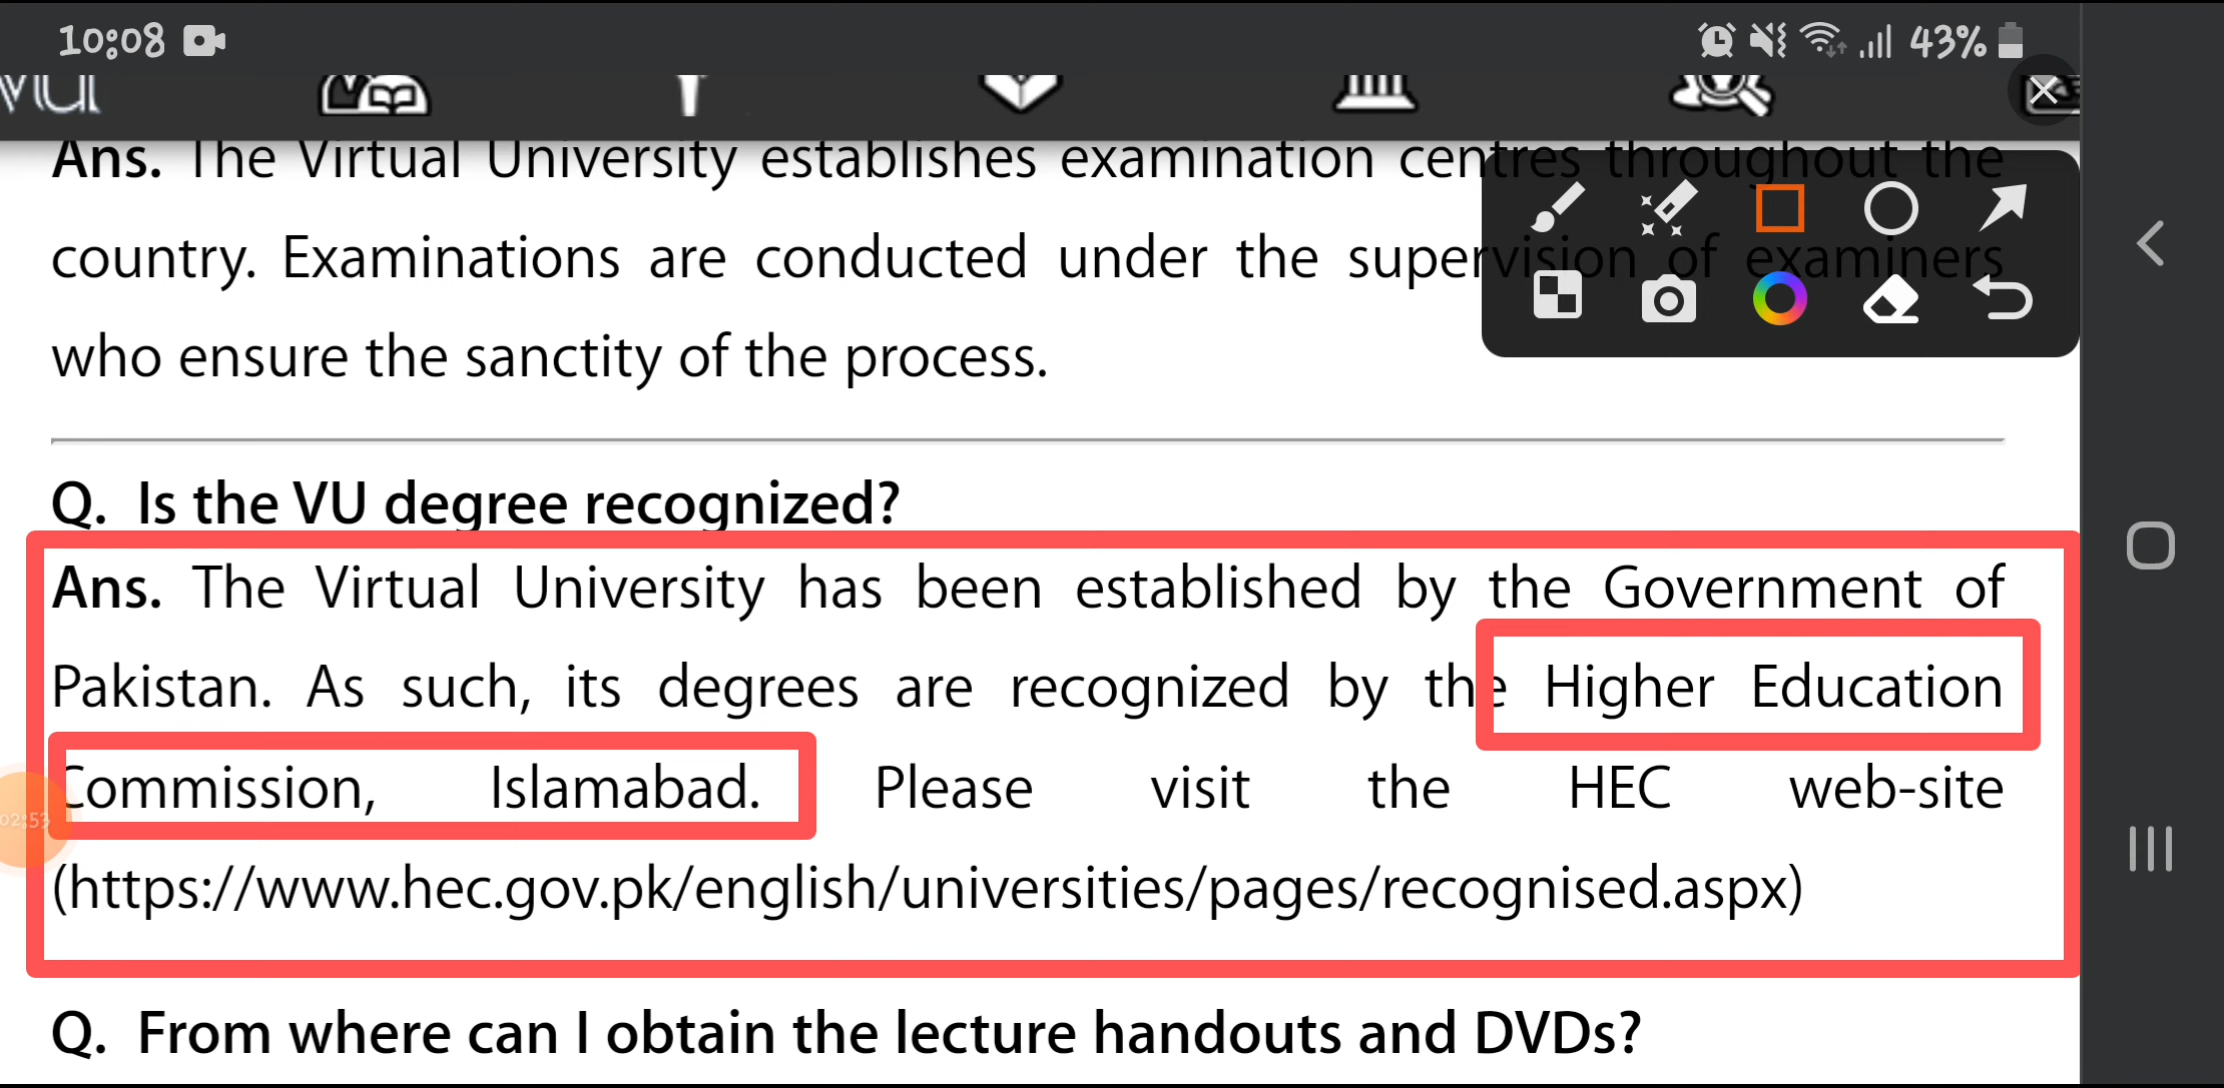 10:08 43%
Ans. The Virtual University establishes examination centres throughout the
country. Examinations are conducted under the supervision of examiners
who ensure the sanctity of the process.
Q. Is the VU degree recognized?
Ans. The Virtual University has been established by the Government of
Pakistan. As such, its degrees are recognized by the Higher Education
Commission, Islamabad. Please visit the HEC web-site
02:53
(https://www.hec.gov.pk/english/universities/pages/recognised.aspx)
Q. From where can I obtain the lecture handouts and DVDs?